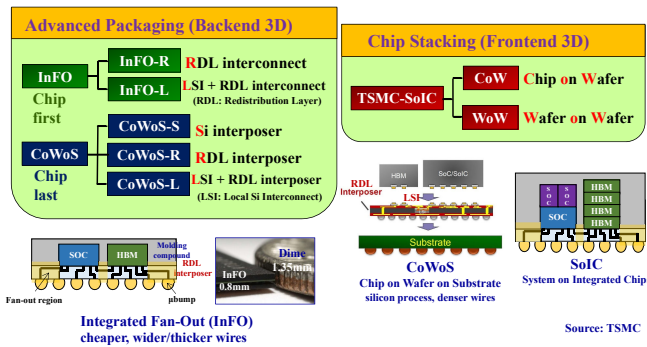 Advanced Packaging (Backend 3D)
InFO
Chip
first
InFO-R
RDL interconnect
InFO-L
LSI + RDL interconnect
(RDL: Redistribution Layer)
CoWoS
Chip
last
CoWoS-S
Si interposer
CoWoS-R
RDL interposer
CoWoS-L
LSI + RDL interposer
(LSI: Local Si Interconnect)
Chip Stacking (Frontend 3D)
TSMC-SoIC
CoW
Chip on Wafer
WoW
Wafer on Wafer
SOC
HBM
Molding
compound
RDL
interposer
Fan-out region
μbump
InFO
0.8mm
Dime
1.35mm
Integrated Fan-Out (InFO)
cheaper, wider/thicker wires
HBM
SoC/SoIC
RDL
Interposer
LSI
Substrate
CoWoS
Chip on Wafer on Substrate
silicon process, denser wires
SOC
SOC
SOC
HBM
HBM
HBM
HBM
SoIC
System on Integrated Chip
Source: TSMC